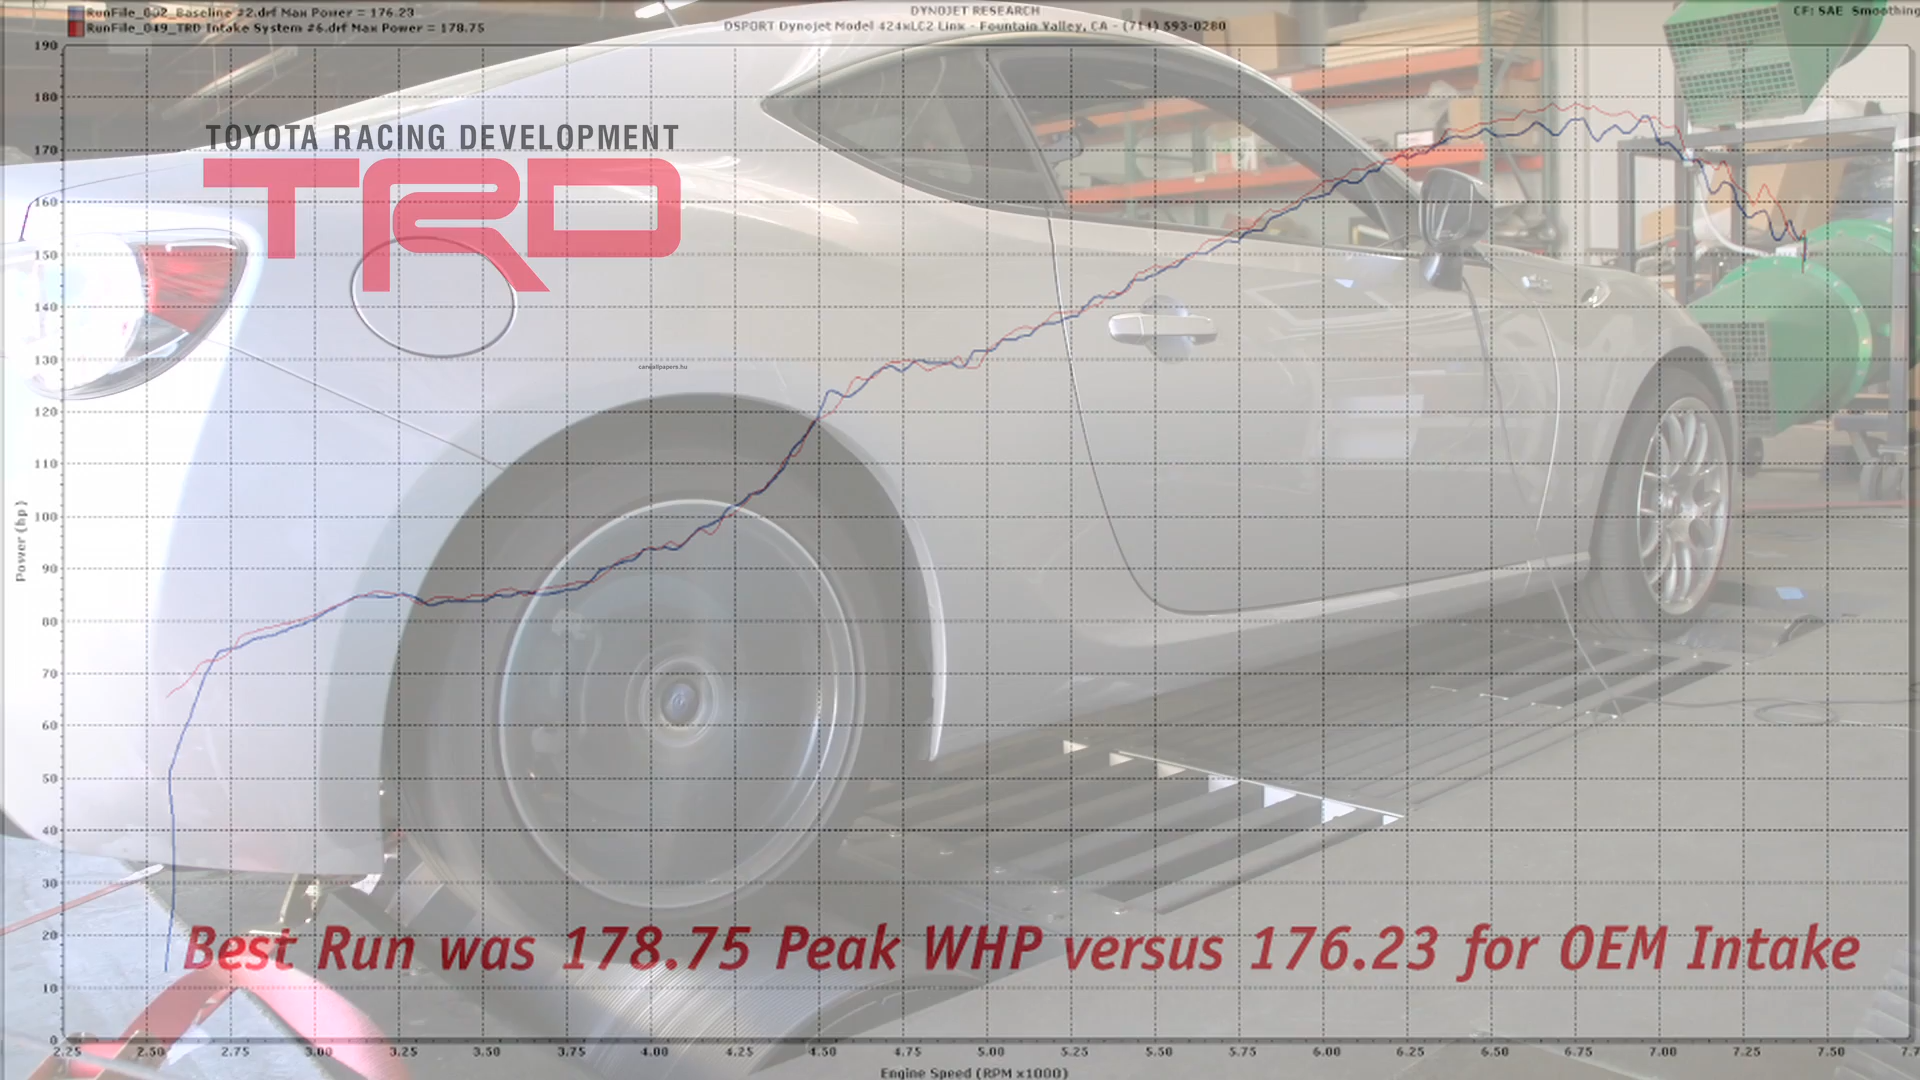 RunFile_002_Baseline #2.drf Max Power = 176.23
RunFile_049_TRD Intake System #6.drf Max Power = 178.75
DYNOJET RESEARCH
DSPORT Dynojet Model 424xLC2 Linx - Fountain Valley, CA - (714) 593-0280
CF: SAE Smoothing
TOYOTA RACING DEVELOPMENT
TRD
carwallpapers.hu
Power (hp)
190
180
170
160
150
140
130
120
110
100
90
80
70
60
50
40
30
20
10
0
Best Run was 178.75 Peak WHP versus 176.23 for OEM Intake
2.25 2.50 2.75 3.00 3.25 3.50 3.75 4.00 4.25 4.50 4.75 5.00 5.25 5.50 5.75 6.00 6.25 6.50 6.75 7.00 7.25 7.50 7.7
Engine Speed (RPM x1000)